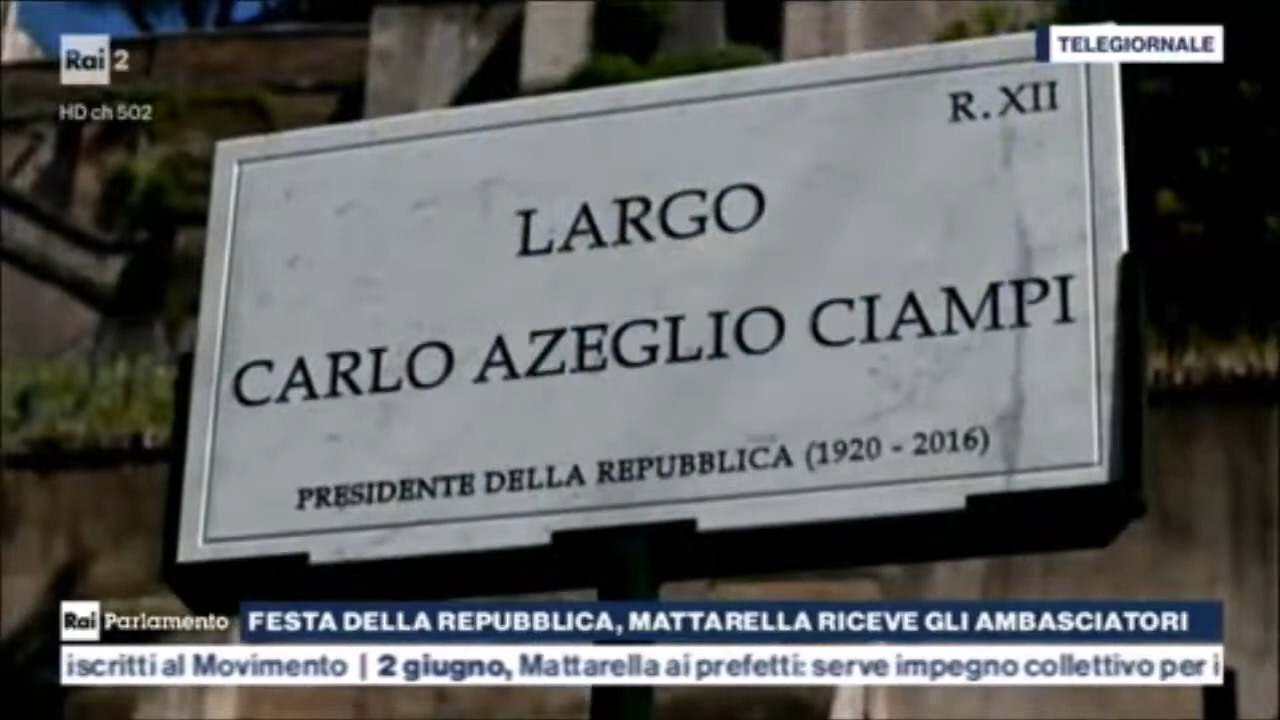 Rai 2
TELEGIORNALE
HD ch 502
R. XII
LARGO
CARLO AZEGLIO CIAMPI
PRESIDENTE DELLA REPUBBLICA (1920 - 2016)
Rai Parlamento FESTA DELLA REPUBBLICA, MATTARELLA RICEVE GLI AMBASCIATORI
iscritti al Movimento | 2 giugno, Mattarella ai prefetti: serve impegno collettivo per i